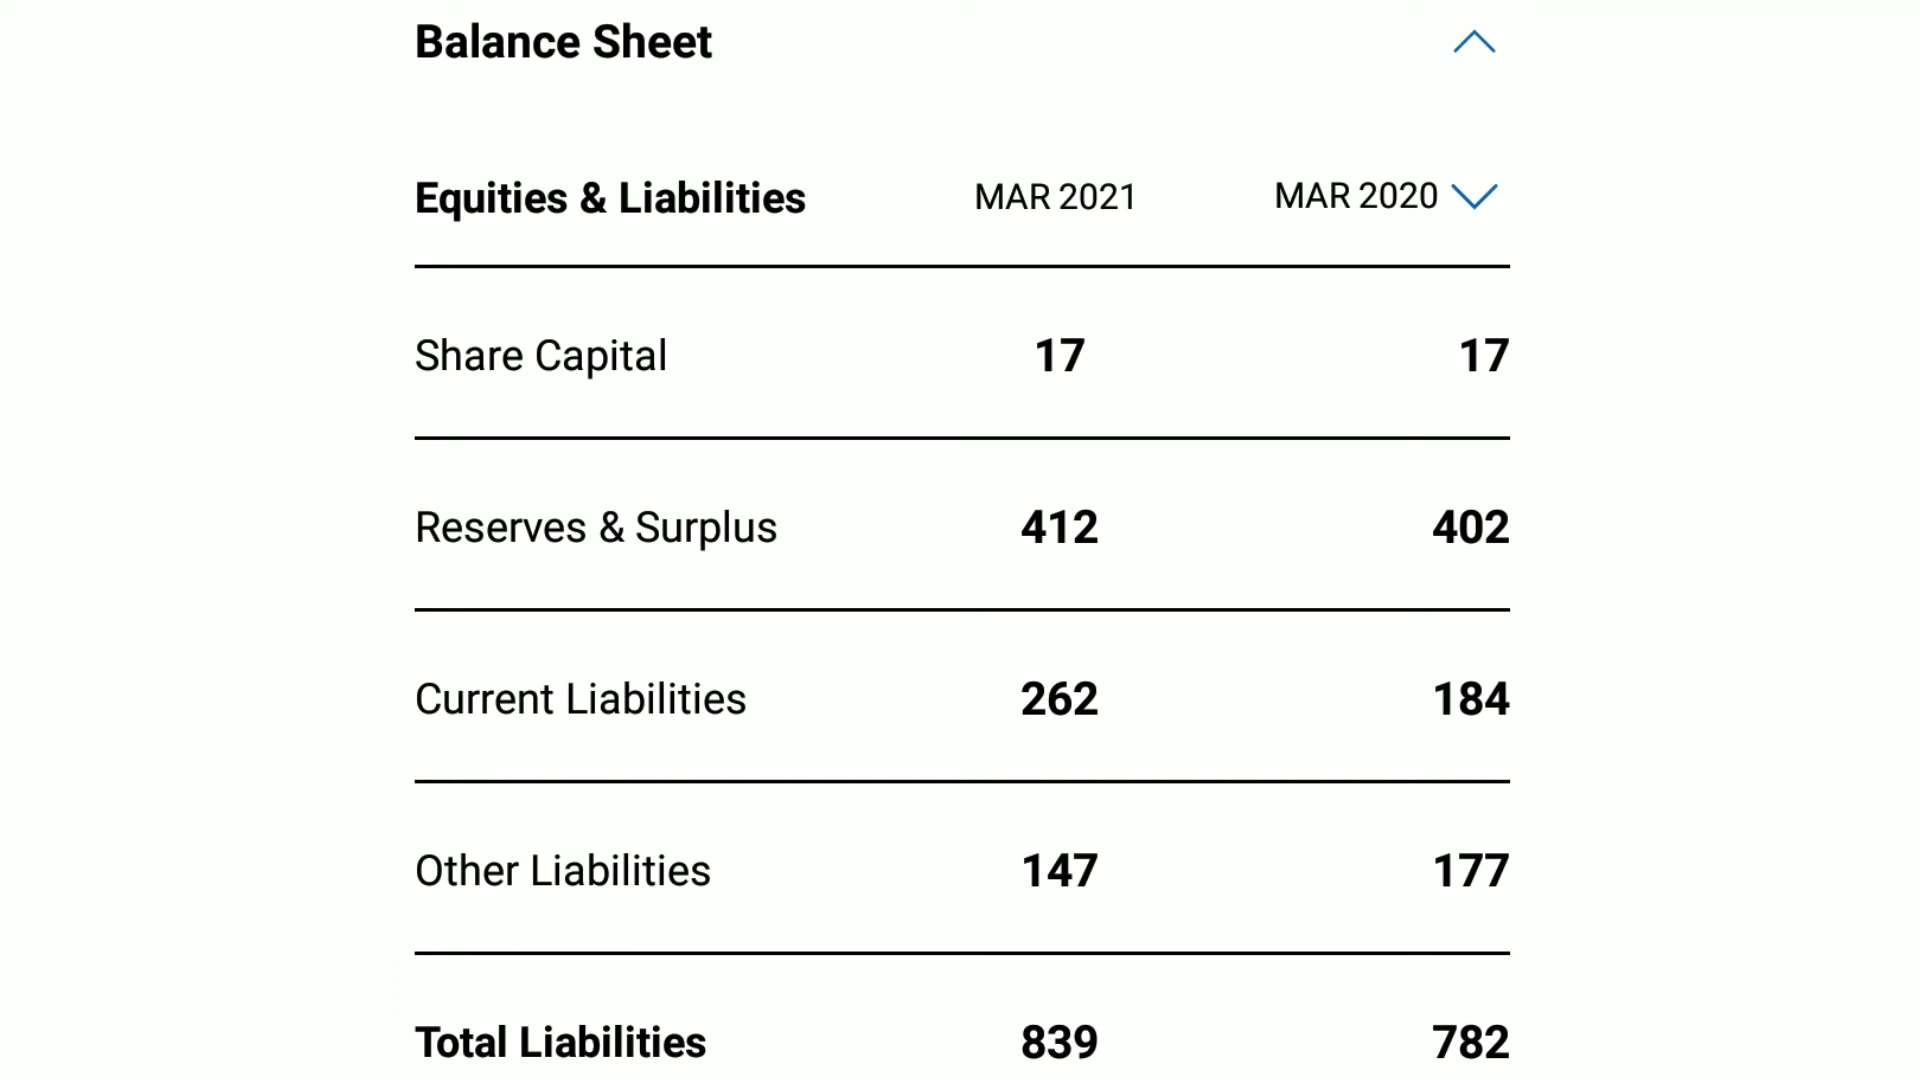 Balance Sheet
Equities & Liabilities MAR 2021 MAR 2020
Share Capital 17 17
Reserves & Surplus 412 402
Current Liabilities 262 184
Other Liabilities 147 177
Total Liabilities 839 782